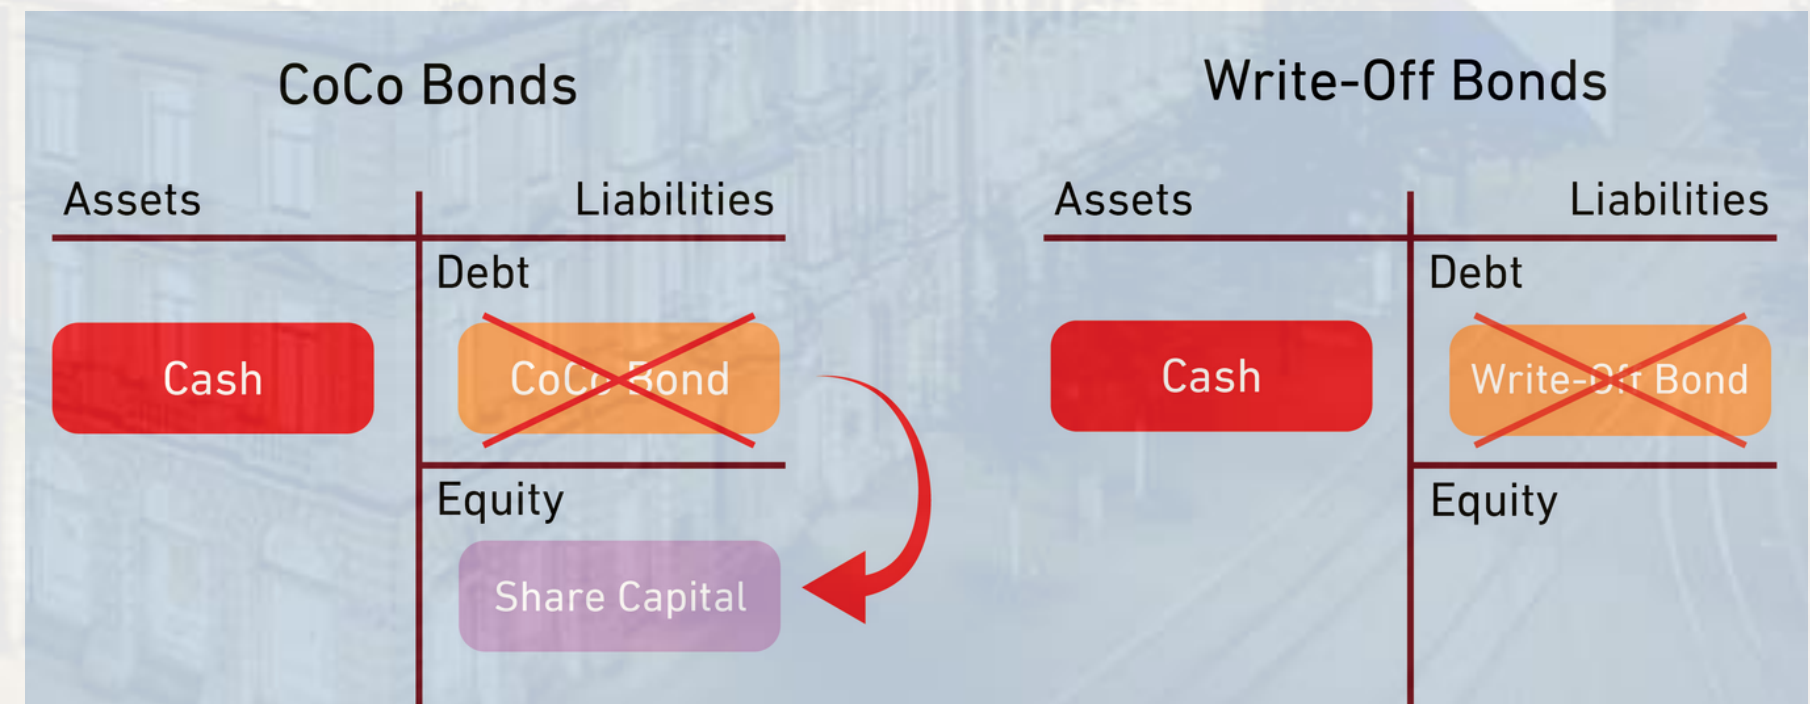 CoCo Bonds
Assets
Liabilities
Debt
Cash
CoCo Bond
Equity
Share Capital
Write-Off Bonds
Assets
Liabilities
Debt
Cash
Write-Off Bond
Equity